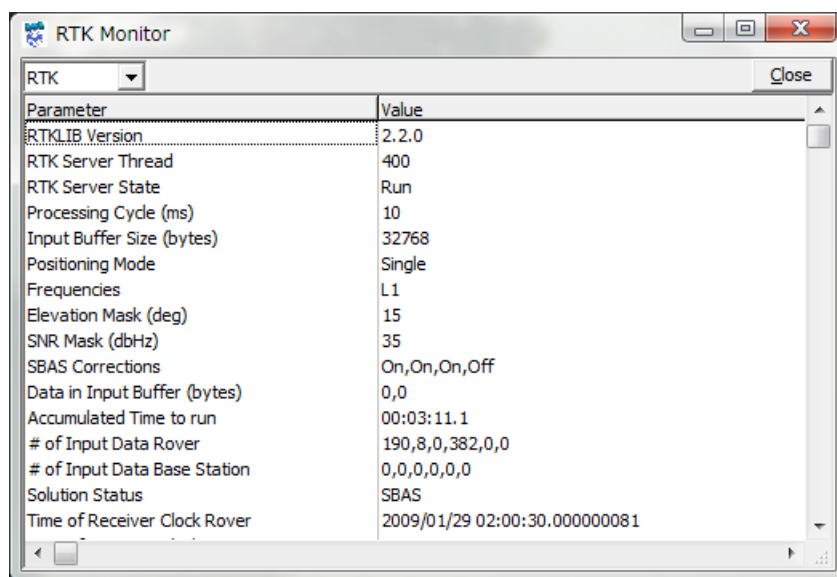 RTK Monitor
RTK Close
Parameter Value
RTKLIB Version 2.2.0
RTK Server Thread 400
RTK Server State Run
Processing Cycle (ms) 10
Input Buffer Size (bytes) 32768
Positioning Mode Single
Frequencies L1
Elevation Mask (deg) 15
SNR Mask (dbHz) 35
SBAS Corrections On,On,On,Off
Data in Input Buffer (bytes) 0,0
Accumulated Time to run 00:03:11.1
# of Input Data Rover 190,8,0,382,0,0
# of Input Data Base Station 0,0,0,0,0,0
Solution Status SBAS
Time of Receiver Clock Rover 2009/01/29 02:00:30.000000081